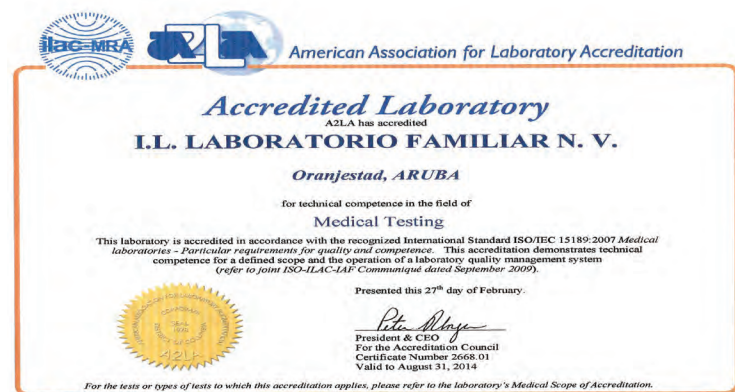 ilac-MRA
A2LA
American Association for Laboratory Accreditation
Accredited Laboratory
A2LA has accredited
I.L. LABORATORIO FAMILIAR N. V.
Oranjestad, ARUBA
for technical competence in the field of
Medical Testing
This laboratory is accredited in accordance with the recognized International Standard ISO/IEC 15189:2007 Medical
laboratories - Particular requirements for quality and competence. This accreditation demonstrates technical
competence for a defined scope and the operation of a laboratory quality management system
(refer to joint ISO-ILAC-IAF Communiqué dated September 2009).
Presented this 27th day of February.
President & CEO
For the Accreditation Council
Certificate Number 2668.01
Valid to August 31, 2014
CORPORATE
SEAL
1978
A2LA
For the tests or types of tests to which this accreditation applies, please refer to the laboratory's Medical Scope of Accreditation.